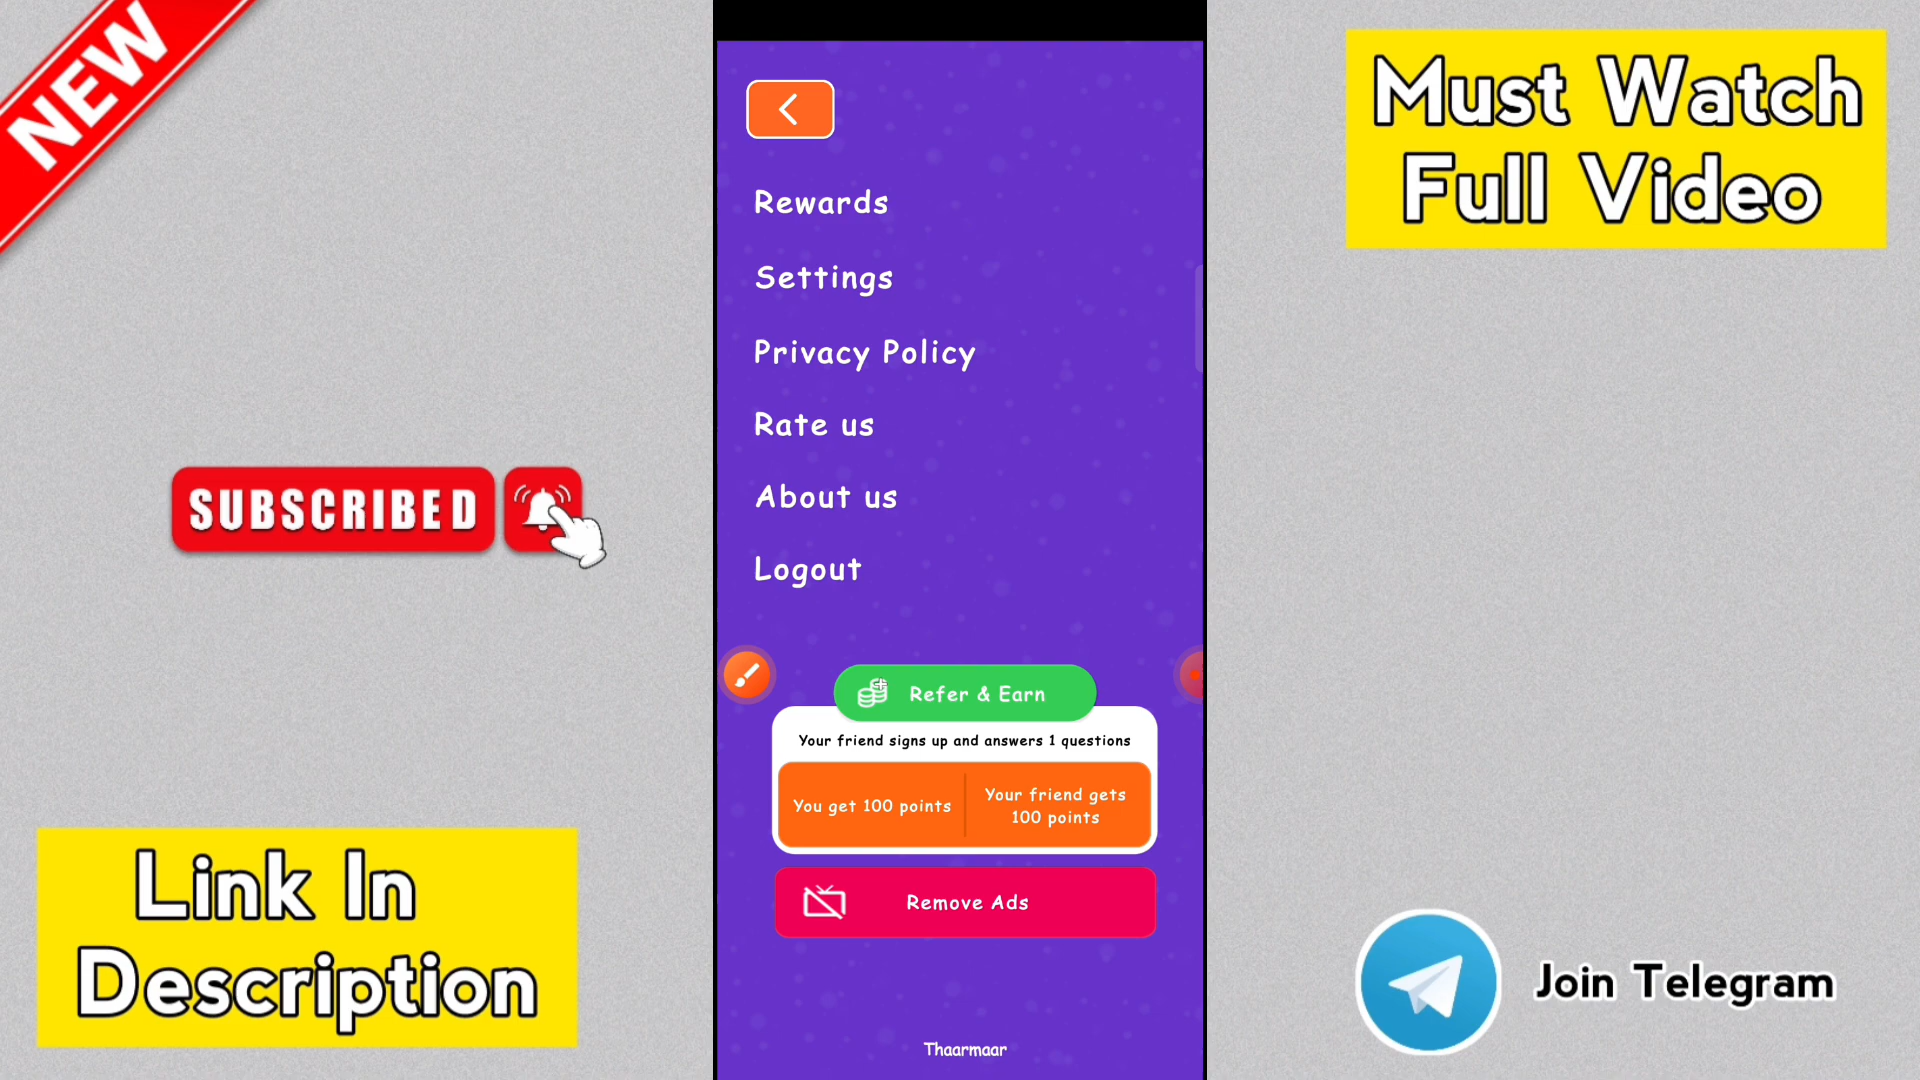 NEW
Must Watch
Full Video
Rewards
Settings
Privacy Policy
Rate us
About us
Logout
SUBSCRIBED
Refer & Earn
Your friend signs up and answers 1 questions
You get 100 points
Your friend gets
100 points
Remove Ads
Link In
Description
Join Telegram
Thaarmaar